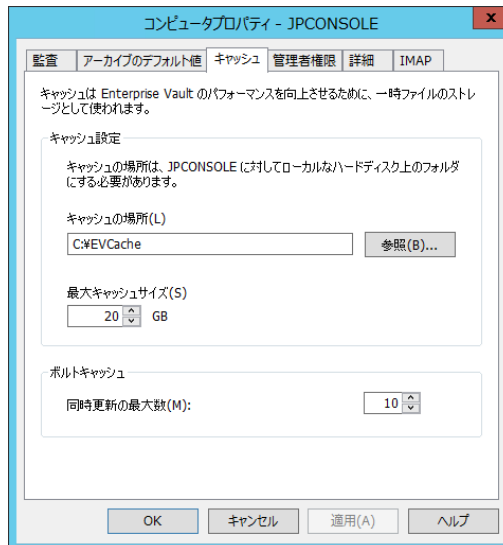 コンピュータプロパティ - JPCONSOLE
x
監査 アーカイブのデフォルト値 キャッシュ 管理者権限 詳細 IMAP
キャッシュは Enterprise Vault のパフォーマンスを向上させるために、一時ファイルのストレ
ージとして使われます。
キャッシュ設定
キャッシュの場所は、JPCONSOLE に対してローカルなハードディスク上のフォルダ
にする必要があります。
キャッシュの場所(L)
C:¥EVCache 参照(B)...
最大キャッシュサイズ(S)
20 GB
ボルトキャッシュ
同時更新の最大数(M): 10
OK キャンセル 適用(A) ヘルプ